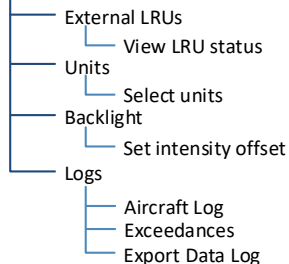 External LRUs
View LRU status
Units
Select units
Backlight
Set intensity offset
Logs
Aircraft Log
Exceedances
Export Data Log